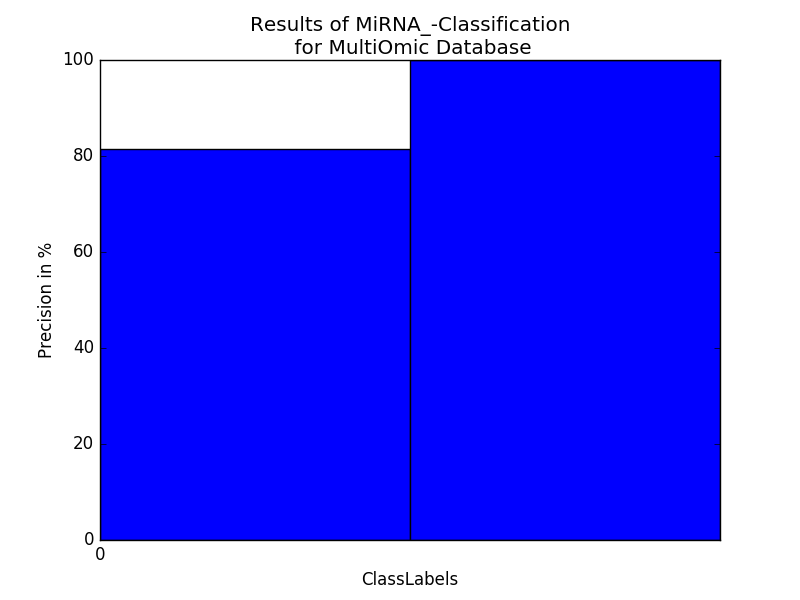 Results of MiRNA_-Classification
for MultiOmic Database
100
80
60
40
20
0
0
Precision in %
ClassLabels